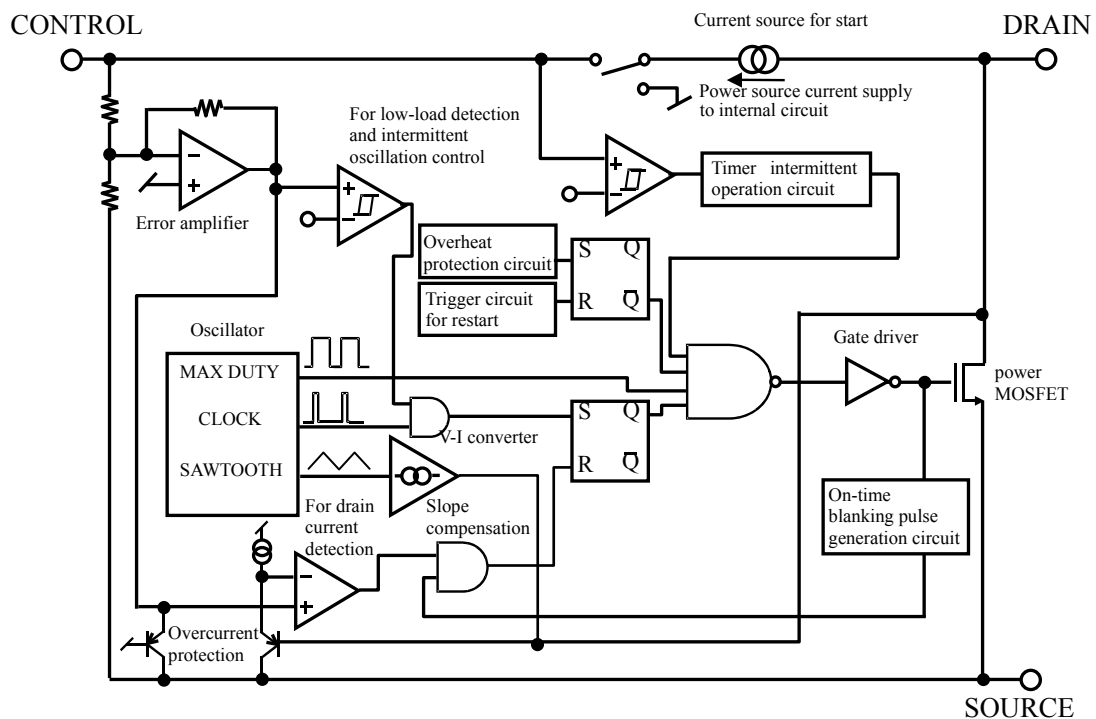 CONTROL
Current source for start
DRAIN
Power source current supply
to internal circuit
For low-load detection
and intermittent
oscillation control
−
+
Error amplifier
+
−
+
−
Timer intermittent
operation circuit
Overheat
protection circuit
S Q
Trigger circuit
for restart
R Q̅
Oscillator
MAX DUTY
CLOCK
SAWTOOTH
Gate driver
power
MOSFET
S Q
R Q̅
V-I converter
Slope
compensation
For drain
current
detection
−
+
On-time
blanking pulse
generation circuit
Overcurrent
protection
SOURCE